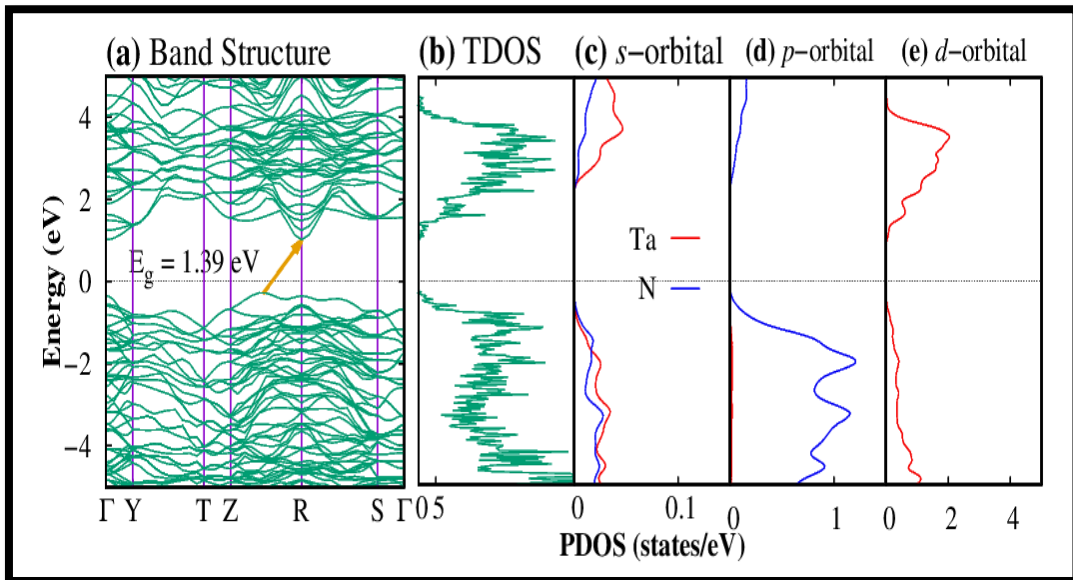 (a) Band Structure
(b) TDOS
(c) s−orbital
(d) p−orbital
(e) d−orbital
Energy (eV)
4
2
0
−2
−4
E_g = 1.39 eV
Ta
N
Γ Y T Z R S Γ
0 5
0 0.1
0 1
0 2 4
PDOS (states/eV)